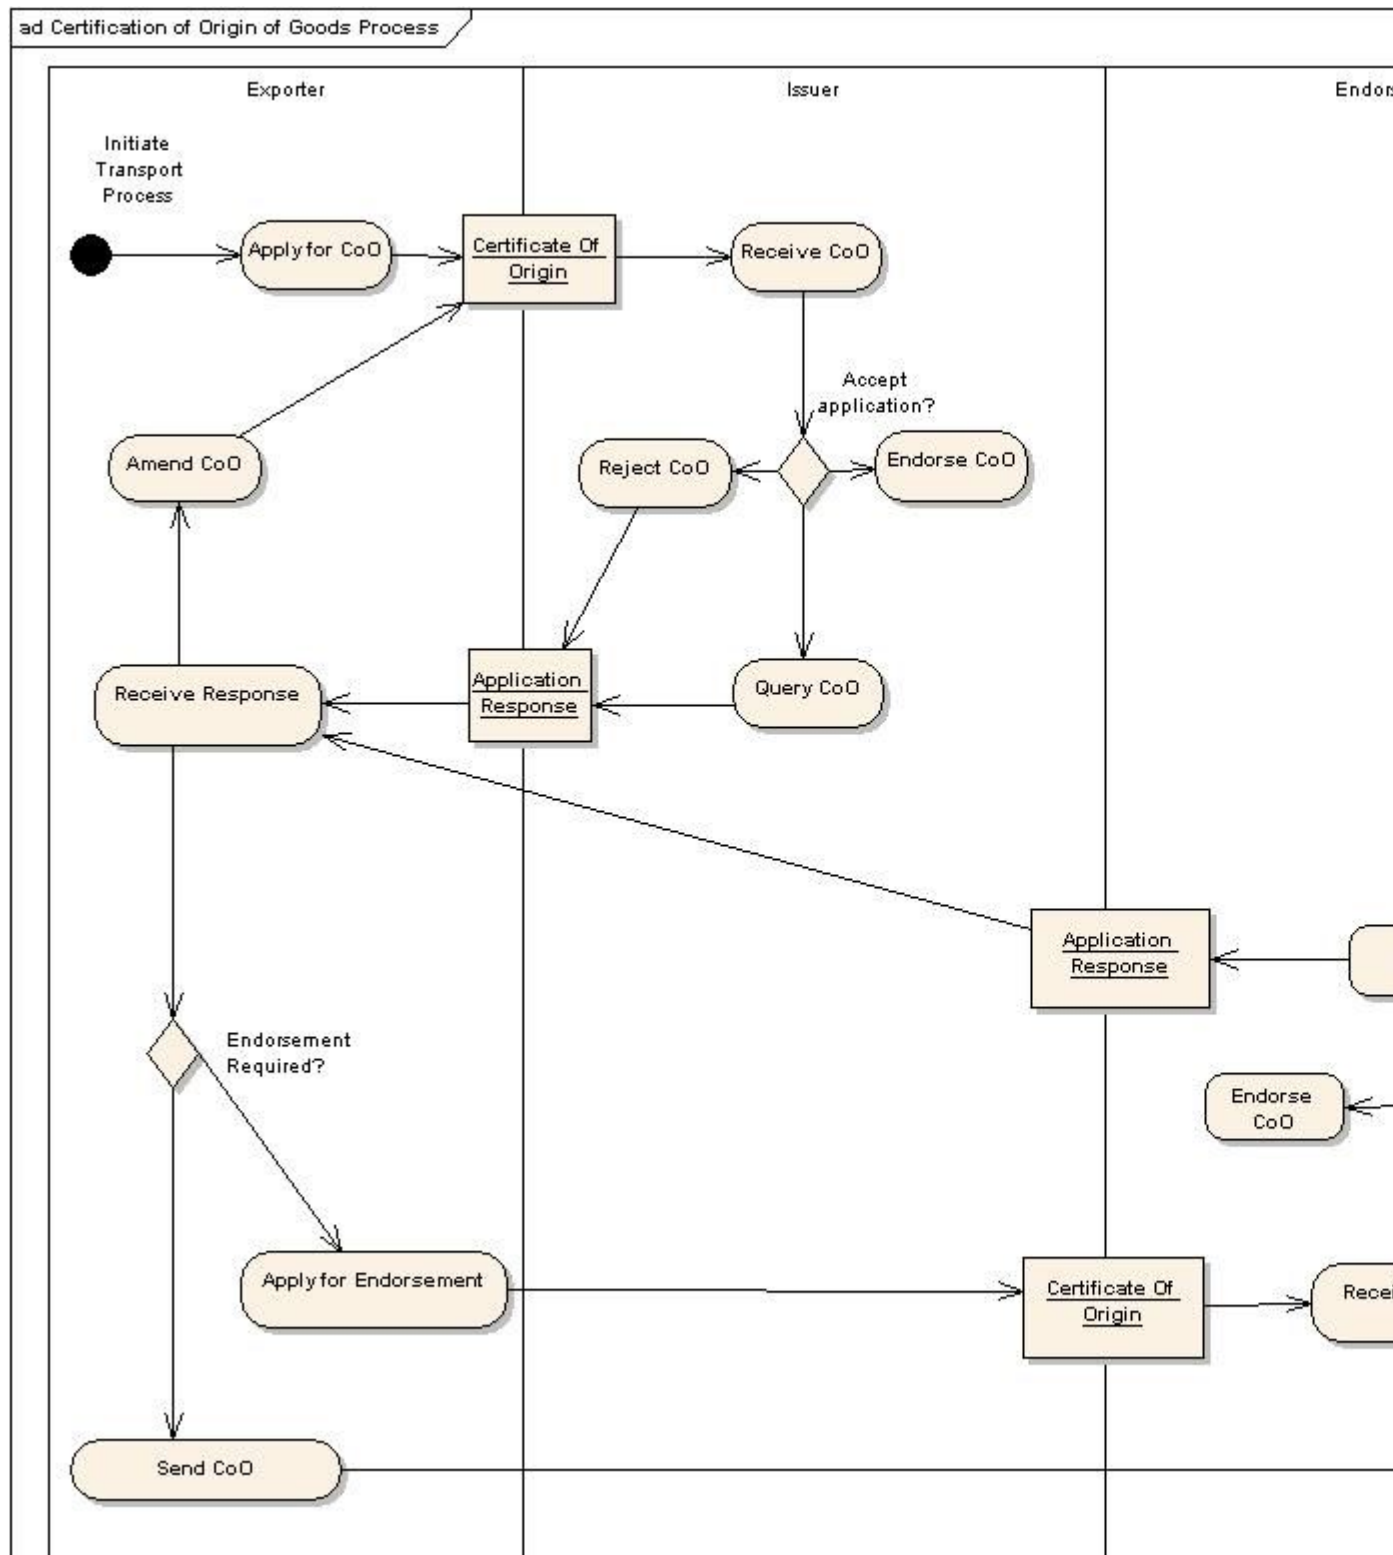 ad Certification of Origin of Goods Process
Exporter
Issuer
Initiate
Transport
Process
Apply for CoO
Certificate Of
Origin
Receive CoO
Accept
application?
Amend CoO
Reject CoO
Endorse CoO
Receive Response
Application
Response
Query CoO
Application
Response
Endorsement
Required?
Endorse
CoO
Apply for Endorsement
Certificate Of
Origin
Send CoO